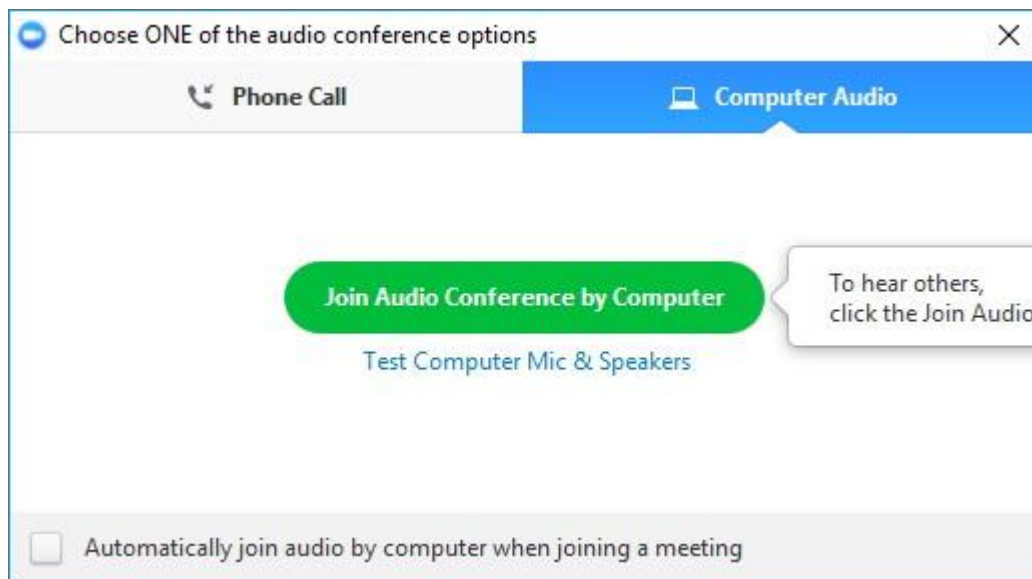 Choose ONE of the audio conference options
Phone Call
Computer Audio
Join Audio Conference by Computer
To hear others,
click the Join Audio
Test Computer Mic & Speakers
Automatically join audio by computer when joining a meeting